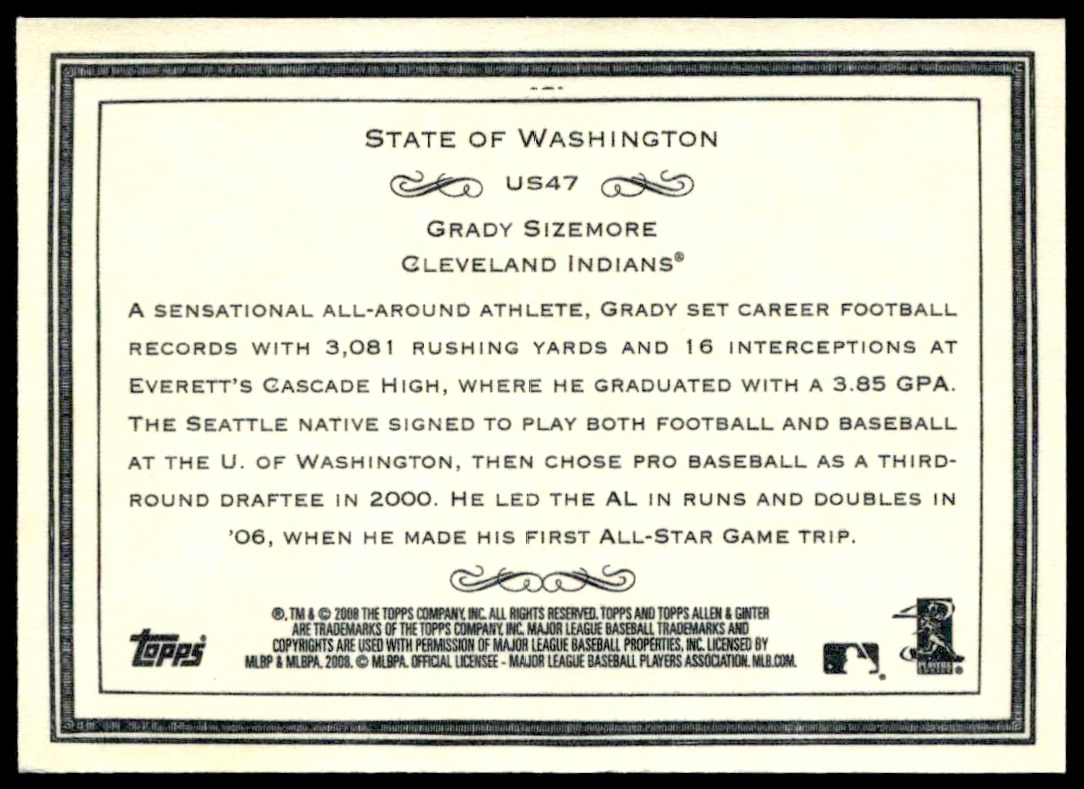 STATE OF WASHINGTON
US47
GRADY SIZEMORE
CLEVELAND INDIANS®
A SENSATIONAL ALL-AROUND ATHLETE, GRADY SET CAREER FOOTBALL
RECORDS WITH 3,081 RUSHING YARDS AND 16 INTERCEPTIONS AT
EVERETT'S CASCADE HIGH, WHERE HE GRADUATED WITH A 3.85 GPA.
THE SEATTLE NATIVE SIGNED TO PLAY BOTH FOOTBALL AND BASEBALL
AT THE U. OF WASHINGTON, THEN CHOSE PRO BASEBALL AS A THIRD-
ROUND DRAFTEE IN 2000. HE LED THE AL IN RUNS AND DOUBLES IN
'06, WHEN HE MADE HIS FIRST ALL-STAR GAME TRIP.
®, TM & © 2008 THE TOPPS COMPANY, INC. ALL RIGHTS RESERVED. TOPPS AND TOPPS ALLEN & GINTER
ARE TRADEMARKS OF THE TOPPS COMPANY, INC. MAJOR LEAGUE BASEBALL TRADEMARKS AND
COPYRIGHTS ARE USED WITH PERMISSION OF MAJOR LEAGUE BASEBALL PROPERTIES, INC. LICENSED BY
MLBP & MLBPA, 2008. © MLBPA. OFFICIAL LICENSEE - MAJOR LEAGUE BASEBALL PLAYERS ASSOCIATION. MLB.COM.
Topps®
PLAYERS CHOICE®